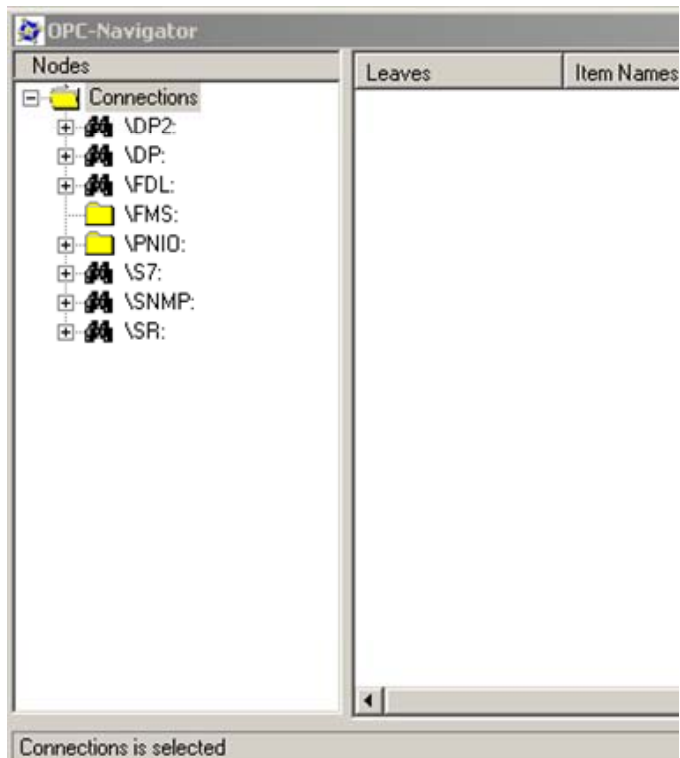 OPC-Navigator
Nodes
Leaves
Item Names
Connections
\DP2:
\DP:
\FDL:
\FMS:
\PNIO:
\S7:
\SNMP:
\SR:
Connections is selected